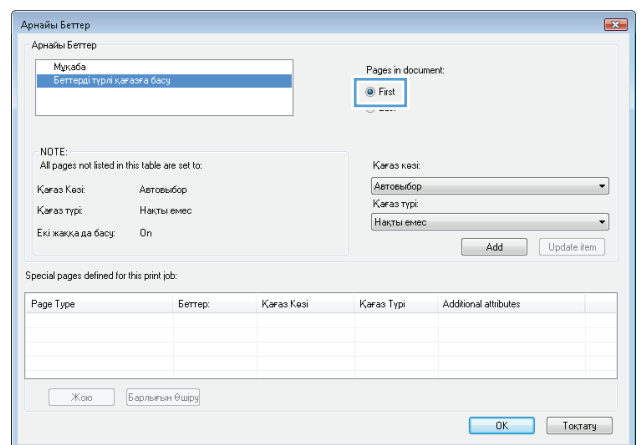 Арнайы Беттер
Арнайы Беттер
Мұқаба
Беттерді түрлі қағазға басу
Pages in document:
First
NOTE:
All pages not listed in this table are set to:
Қағаз Көзі: Автовыбор
Қағаз түрі: Нақты емес
Екі жаққа да басу: On
Қағаз көзі:
Автовыбор
Қағаз түрі:
Нақты емес
Add Update item
Special pages defined for this print job:
Page Type Беттер: Қағаз Көзі Қағаз Түрі Additional attributes
Жою Барлығын Өшіру
OK Тоқтату